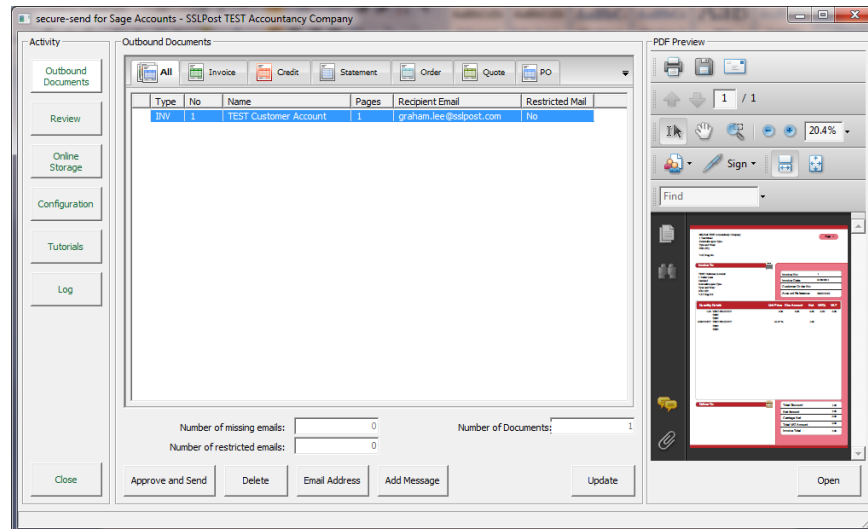 secure-send for Sage Accounts - SSLPost TEST Accountancy Company
Activity
Outbound Documents
Review
Online Storage
Configuration
Tutorials
Log
Close
Outbound Documents
All Invoice Credit Statement Order Quote PO
Type No Name Pages Recipient Email Restricted Mail
INV 1 TEST Customer Account 1 graham.lee@sslpost.com No
Number of missing emails: 0
Number of Documents: 1
Number of restricted emails: 0
Approve and Send Delete Email Address Add Message Update
PDF Preview
1 / 1
20.4%
Sign
Find
Open